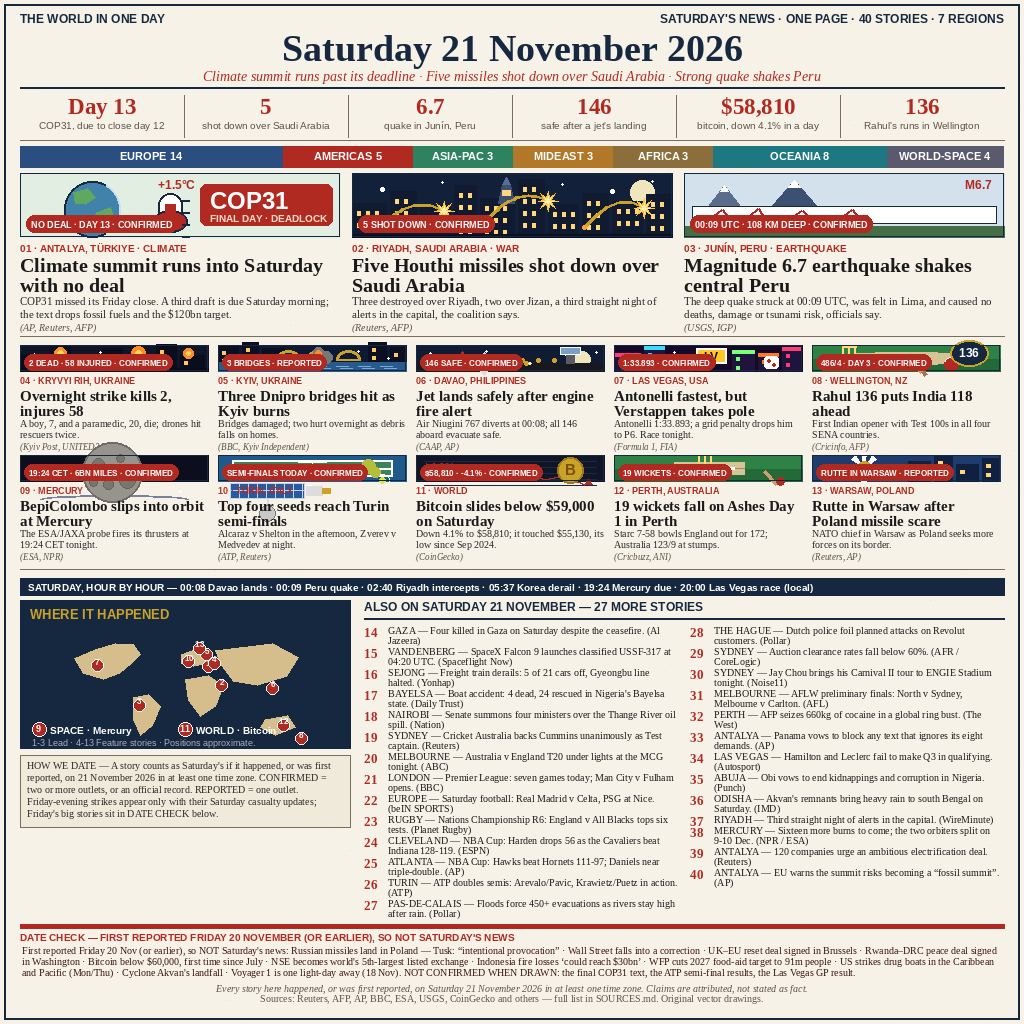 THE WORLD IN ONE DAY
SATURDAY'S NEWS · ONE PAGE · 40 STORIES · 7 REGIONS
Saturday 21 November 2026
Climate summit runs past its deadline · Five missiles shot down over Saudi Arabia · Strong quake shakes Peru
Day 13
COP31, due to close day 12
5
shot down over Saudi Arabia
6.7
quake in Junín, Peru
146
safe after a jet's landing
$58,810
bitcoin, down 4.1% in a day
136
Rahul's runs in Wellington
EUROPE 14
AMERICAS 5
ASIA-PAC 3
MIDEAST 3
AFRICA 3
OCEANIA 8
WORLD-SPACE 4
+1.5°C
COP31
FINAL DAY · DEADLOCK
NO DEAL · DAY 13 · CONFIRMED
01 · ANTALYA, TÜRKIYE · CLIMATE
Climate summit runs into Saturday
with no deal
COP31 missed its Friday close. A third draft is due Saturday morning;
the text drops fossil fuels and the $120bn target.
(AP, Reuters, AFP)
5 SHOT DOWN · CONFIRMED
02 · RIYADH, SAUDI ARABIA · WAR
Five Houthi missiles shot down over
Saudi Arabia
Three destroyed over Riyadh, two over Jizan, a third straight night of
alerts in the capital, the coalition says.
(Reuters, AFP)
M6.7
00:09 UTC · 108 KM DEEP · CONFIRMED
03 · JUNÍN, PERU · EARTHQUAKE
Magnitude 6.7 earthquake shakes
central Peru
The deep quake struck at 00:09 UTC, was felt in Lima, and caused no
deaths, damage or tsunami risk, officials say.
(USGS, IGP)
2 DEAD · 58 INJURED · CONFIRMED
04 · KRYVYI RIH, UKRAINE
Overnight strike kills 2,
injures 58
A boy, 7, and a paramedic, 20, die; drones hit
rescuers twice.
(Kyiv Post, UNITED
3 BRIDGES · REPORTED
05 · KYIV, UKRAINE
Three Dnipro bridges hit as
Kyiv burns
Bridges damaged; two hurt overnight as debris
falls on homes.
(BBC, Kyiv Independent)
146 SAFE · CONFIRMED
06 · DAVAO, PHILIPPINES
Jet lands safely after engine
fire alert
Air Niugini 767 diverts at 00:08; all 146
aboard evacuate safe.
(CAAP, AP)
1:33.893 · CONFIRMED
07 · LAS VEGAS, USA
Antonelli fastest, but
Verstappen takes pole
Antonelli 1:33.893; a grid penalty drops him
to P6. Race tonight.
(Formula 1, FIA)
486/4 · DAY 3 · CONFIRMED
136
08 · WELLINGTON, NZ
Rahul 136 puts India 118
ahead
First Indian opener with Test 100s in all four
SENA countries.
(Cricinfo, AFP)
19:24 CET · 6BN MILES · CONFIRMED
09 · MERCURY
BepiColombo slips into orbit
at Mercury
The ESA/JAXA probe fires its thrusters at
19:24 CET tonight.
(ESA, NPR)
SEMI-FINALS TODAY · CONFIRMED
10
Top four seeds reach Turin
semi-finals
Alcaraz v Shelton in the afternoon, Zverev v
Medvedev at night.
(ATP, Reuters)
$58,810 · -4.1% · CONFIRMED
B
11 · WORLD
Bitcoin slides below $59,000
on Saturday
Down 4.1% to $58,810; it touched $55,130, its
low since Sep 2024.
(CoinGecko)
19 WICKETS · CONFIRMED
12 · PERTH, AUSTRALIA
19 wickets fall on Ashes Day
1 in Perth
Starc 7-58 bowls England out for 172;
Australia 123/9 at stumps.
(Cricbuzz, ANI)
RUTTE IN WARSAW · REPORTED
13 · WARSAW, POLAND
Rutte in Warsaw after
Poland missile scare
NATO chief in Warsaw as Poland seeks more
forces on its border.
(Reuters, AP)
SATURDAY, HOUR BY HOUR — 00:08 Davao lands · 00:09 Peru quake · 02:40 Riyadh intercepts · 05:37 Korea derail · 19:24 Mercury due · 20:00 Las Vegas race (local)
WHERE IT HAPPENED
9 SPACE · Mercury
11 WORLD · Bitcoin
1-3 Lead · 4-13 Feature stories · Positions approximate.
HOW WE DATE — A story counts as Saturday's if it happened, or was first
reported, on 21 November 2026 in at least one time zone. CONFIRMED =
two or more outlets, or an official record. REPORTED = one outlet.
Friday-evening strikes appear only with their Saturday casualty updates;
Friday's big stories sit in DATE CHECK below.
ALSO ON SATURDAY 21 NOVEMBER — 27 MORE STORIES
14 GAZA — Four killed in Gaza on Saturday despite the ceasefire. (Al
Jazeera)
15 VANDENBERG — SpaceX Falcon 9 launches classified USSF-317 at
04:20 UTC. (Spaceflight Now)
16 SEJONG — Freight train derails: 5 of 21 cars off, Gyeongbu line
halted. (Yonhap)
17 BAYELSA — Boat accident: 4 dead, 24 rescued in Nigeria's Bayelsa
state. (Daily Trust)
18 NAIROBI — Senate summons four ministers over the Thange River oil
spill. (Nation)
19 SYDNEY — Cricket Australia backs Cummins unanimously as Test
captain. (Reuters)
20 MELBOURNE — Australia v England T20 under lights at the MCG
tonight. (ABC)
21 LONDON — Premier League: seven games today; Man City v Fulham
opens. (BBC)
22 EUROPE — Saturday football: Real Madrid v Celta, PSG at Nice.
(beIN SPORTS)
23 RUGBY — Nations Championship R6: England v All Blacks tops six
tests. (Planet Rugby)
24 CLEVELAND — NBA Cup: Harden drops 56 as the Cavaliers beat
Indiana 128-119. (ESPN)
25 ATLANTA — NBA Cup: Hawks beat Hornets 111-97; Daniels near
triple-double. (AP)
26 TURIN — ATP doubles semis: Arevalo/Pavic, Krawietz/Puetz in action.
(ATP)
27 PAS-DE-CALAIS — Floods force 450+ evacuations as rivers stay high
after rain. (Pollar)
28 THE HAGUE — Dutch police foil planned attacks on Revolut
customers. (Pollar)
29 SYDNEY — Auction clearance rates fall below 60%. (AFR /
CoreLogic)
30 SYDNEY — Jay Chou brings his Carnival II tour to ENGIE Stadium
tonight. (Noise11)
31 MELBOURNE — AFLW preliminary finals: North v Sydney,
Melbourne v Carlton. (AFL)
32 PERTH — AFP seizes 660kg of cocaine in a global ring bust. (The
West)
33 ANTALYA — Panama vows to block any text that ignores its eight
demands. (AP)
34 LAS VEGAS — Hamilton and Leclerc fail to make Q3 in qualifying.
(Autosport)
35 ABUJA — Obi vows to end kidnappings and corruption in Nigeria.
(Punch)
36 ODISHA — Akvan's remnants bring heavy rain to south Bengal on
Saturday. (IMD)
37 RIYADH — Third straight night of alerts in the capital. (WireMinute)
38 MERCURY — Sixteen more burns to come; the two orbiters split on
9-10 Dec. (NPR / ESA)
39 ANTALYA — 120 companies urge an ambitious electrification deal.
(Reuters)
40 ANTALYA — EU warns the summit risks becoming a “fossil summit”.
(AP)
DATE CHECK — FIRST REPORTED FRIDAY 20 NOVEMBER (OR EARLIER), SO NOT SATURDAY'S NEWS
First reported Friday 20 Nov (or earlier), so NOT Saturday's news: Russian missiles land in Poland — Tusk: “intentional provocation” · Wall Street falls into a correction · UK–EU reset deal signed in Brussels · Rwanda–DRC peace deal signed
in Washington · Bitcoin below $60,000, first time since July · NSE becomes world's 5th-largest listed exchange · Indonesia fire losses ‘could reach $30bn’ · WFP cuts 2027 food-aid target to 91m people · US strikes drug boats in the Caribbean
and Pacific (Mon/Thu) · Cyclone Akvan's landfall · Voyager 1 is one light-day away (18 Nov). NOT CONFIRMED WHEN DRAWN: the final COP31 text, the ATP semi-final results, the Las Vegas GP result.
Every story here happened, or was first reported, on Saturday 21 November 2026 in at least one time zone. Claims are attributed, not stated as fact.
Sources: Reuters, AFP, AP, BBC, ESA, USGS, CoinGecko and others — full list in SOURCES.md. Original vector drawings.